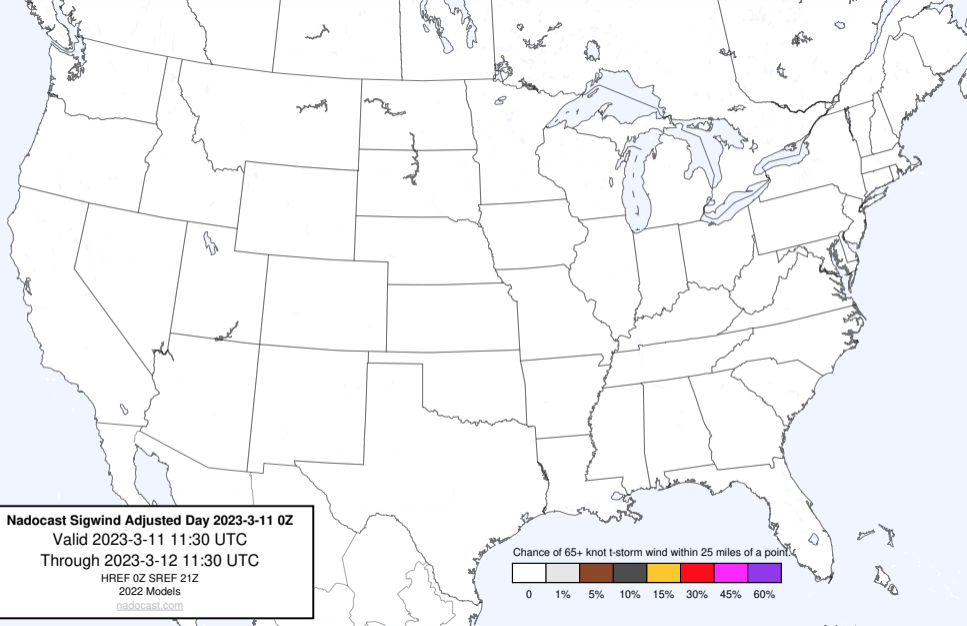 Nadocast Sigwind Adjusted Day 2023-3-11 0Z
Valid 2023-3-11 11:30 UTC
Through 2023-3-12 11:30 UTC
HREF 0Z SREF 21Z
2022 Models
nadocast.com
Chance of 65+ knot t-storm wind within 25 miles of a point.
0 1% 5% 10% 15% 30% 45% 60%